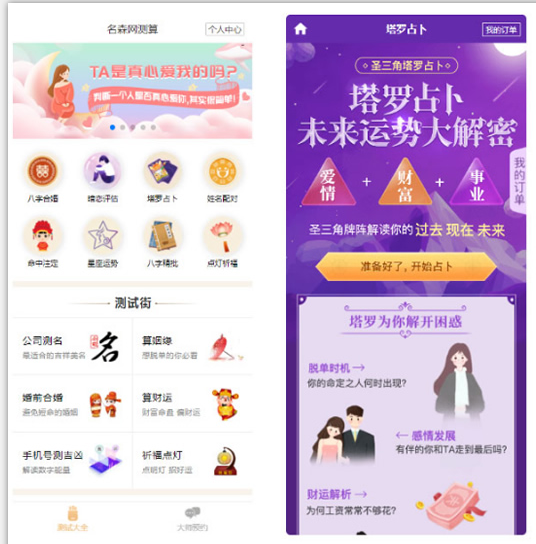 名森网测算
个人中心
TA是真心爱我的吗?
判断一个人是否真心爱你,其实很简单!
八字合婚
情恋评估
塔罗占卜
姓名配对
命中注定
星座运势
八字精批
点灯祈福
测试街
公司测名
最适合的吉祥美名
名
算姻缘
想脱单的你必看
婚前合婚
避免短命的婚姻
算财运
财富命盘 偏财运
手机号测吉凶
解读数字能量
祈福点灯
点明灯 招好运
测试大全
大师预约
塔罗占卜
我的订单
圣三角塔罗占卜
塔罗占卜
未来运势大解密
爱情
+
财富
+
事业
我的订单
圣三角牌阵解读你的 过去 现在 未来
准备好了, 开始占卜
塔罗为你解开困惑
脱单时机 →
你的命定之人何时出现?
← 感情发展
有伴的你和TA走到最后吗?
财运解析 →
为何工资常常不够花?